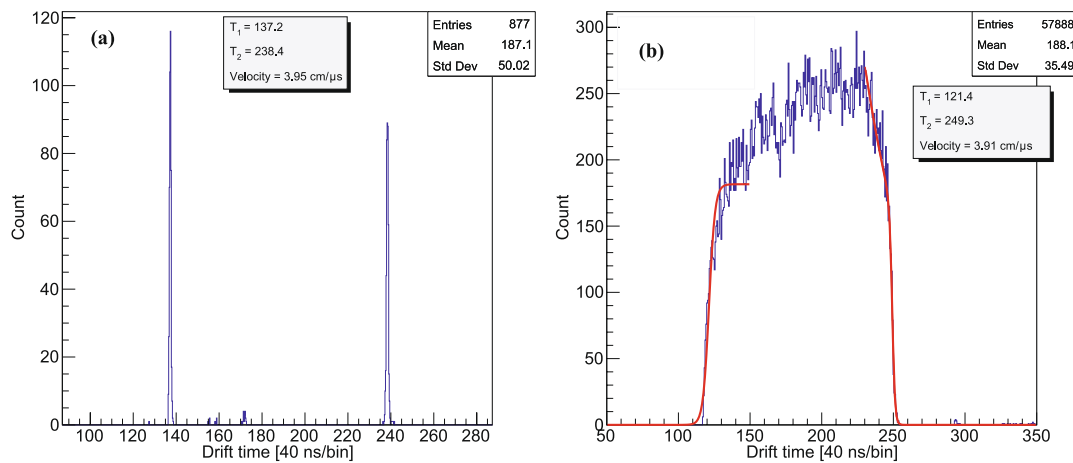 (a)
T1 = 137.2
T2 = 238.4
Velocity = 3.95 cm/μs
Entries 877
Mean 187.1
Std Dev 50.02
120
100
80
60
40
20
0
Count
100 120 140 160 180 200 220 240 260 280
Drift time [40 ns/bin]
(b)
Entries 57888
Mean 188.1
Std Dev 35.49
T1 = 121.4
T2 = 249.3
Velocity = 3.91 cm/μs
300
250
200
150
100
50
0
Count
50 100 150 200 250 300 350
Drift time [40 ns/bin]